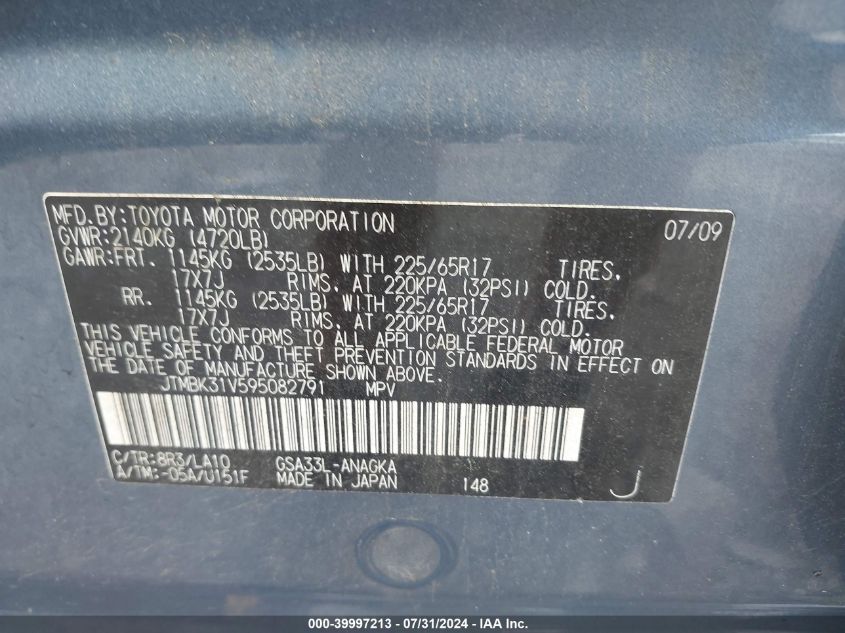 MFD.BY:TOYOTA MOTOR CORPORATION 07/09
GVWR:2140KG (4720LB)
GAWR:FRT. 1145KG (2535LB) WITH 225/65R17 TIRES,
17X7J RIMS, AT 220KPA (32PSI) COLD.
RR. 1145KG (2535LB) WITH 225/65R17 TIRES,
17X7J RIMS, AT 220KPA (32PSI) COLD.
THIS VEHICLE CONFORMS TO ALL APPLICABLE FEDERAL MOTOR
VEHICLE SAFETY AND THEFT PREVENTION STANDARDS IN EFFECT ON
THE DATE OF MANUFACTURE SHOWN ABOVE.
JTMBK31V595082791 MPV
C/TR:8R3/LA10 GSA33L-ANAGKA
A/TM:-05A/U151F MADE IN JAPAN 148 J
000-39997213 - 07/31/2024 - IAA Inc.